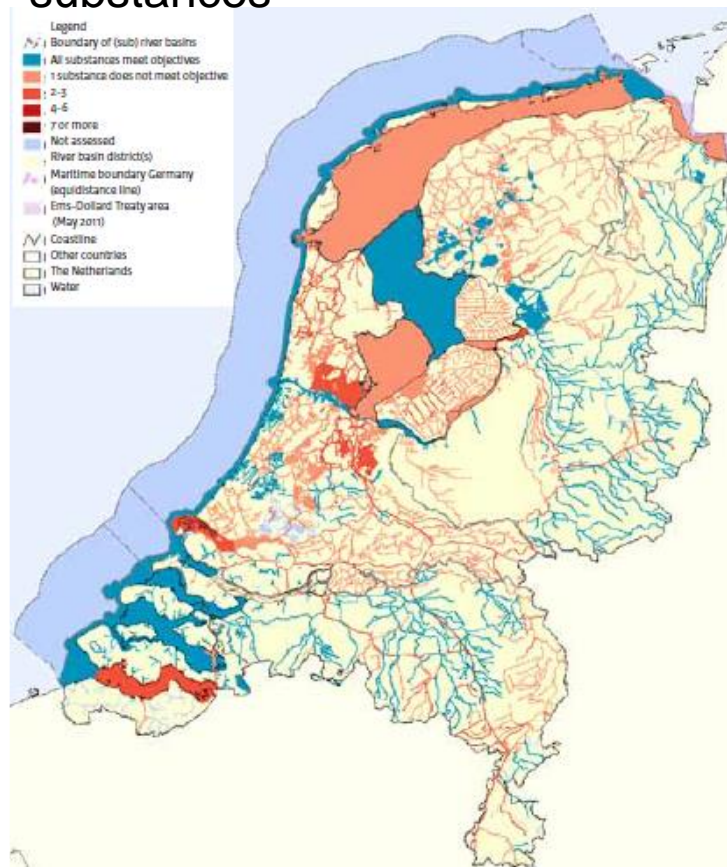 substances
Legend
Boundary of (sub) river basins
All substances meet objectives
1 substance does not meet objective
2-3
4-6
7 or more
Not assessed
River basin district(s)
Maritime boundary Germany
(equidistance line)
Ems-Dollard Treaty area
(May 2011)
Coastline
Other countries
The Netherlands
Water